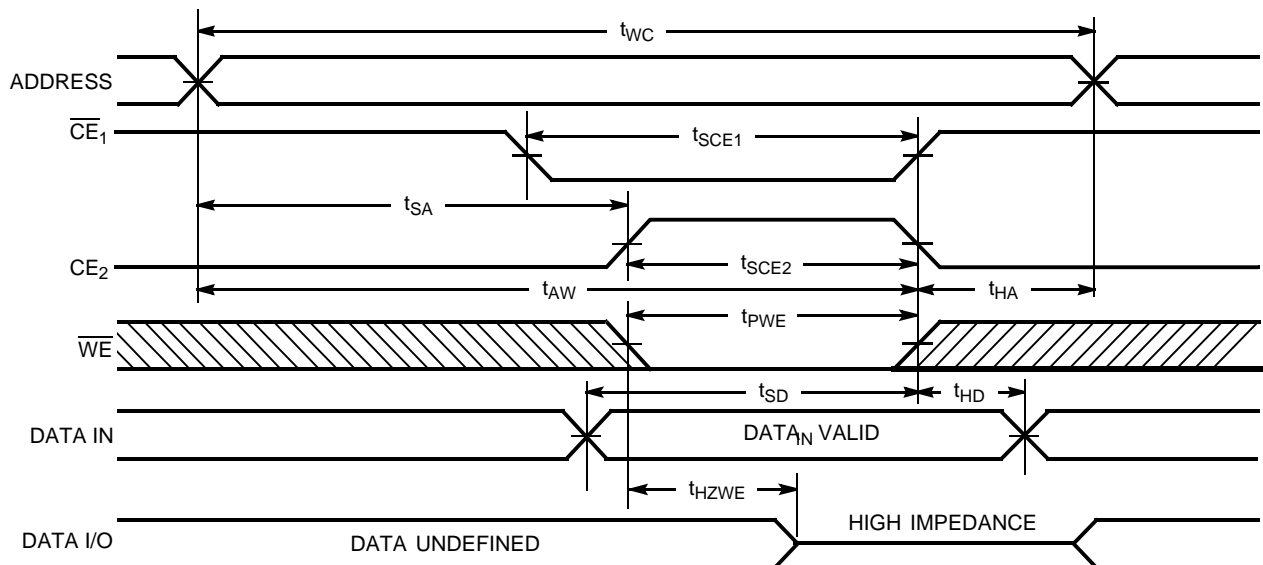 tWC
ADDRESS
CE1
tSCE1
tSA
CE2
tSCE2
tAW
tHA
tPWE
WE
tSD
tHD
DATA IN
DATAIN VALID
tHZWE
HIGH IMPEDANCE
DATA I/O
DATA UNDEFINED